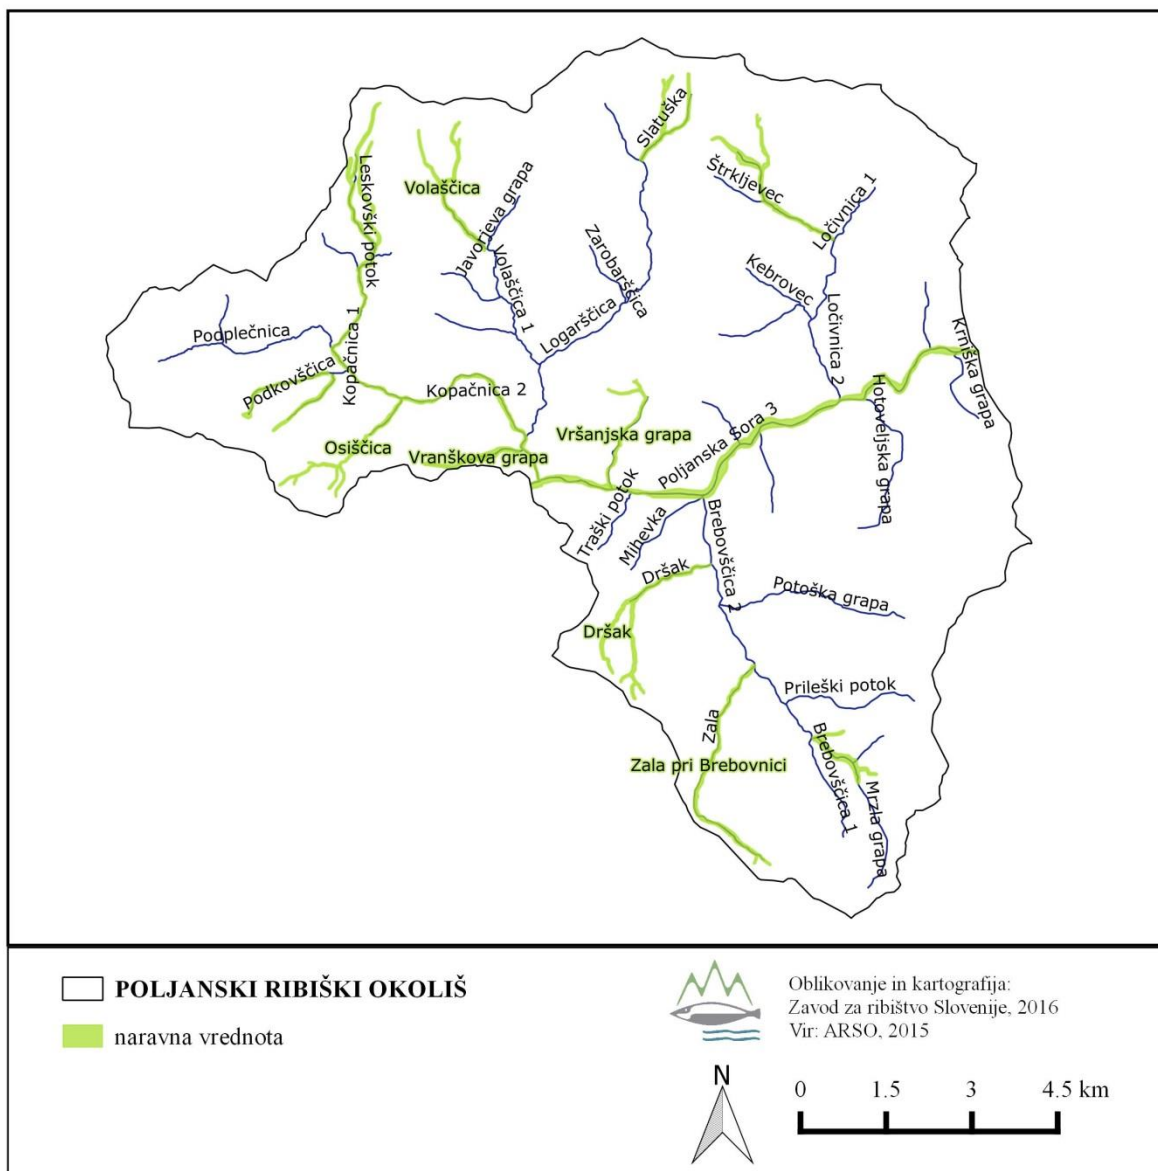 Slatuška
Leskovški potok
Volaščica
Javorjeva grapa
Štrkljevec
Ločivnica 1
Zarobarščica
Kebrovec
Volaščica 1
Logarščica
Podplečnica
Kopačnica 1
Ločivnica 2
Krniška grapa
Podkovščica
Kopačnica 2
Hotoveljska grapa
Poljanska Sora 3
Vršanjska grapa
Osiščica
Vranškova grapa
Traški potok
Mihevka
Brebovščica 2
Dršak
Potoška grapa
Dršak
Prileški potok
Zala
Brebovščica 1
Zala pri Brebovnici
Mrzla grapa
POLJANSKI RIBIŠKI OKOLIŠ
naravna vrednota
Oblikovanje in kartografija:
Zavod za ribištvo Slovenije, 2016
Vir: ARSO, 2015
N
0 1.5 3 4.5 km